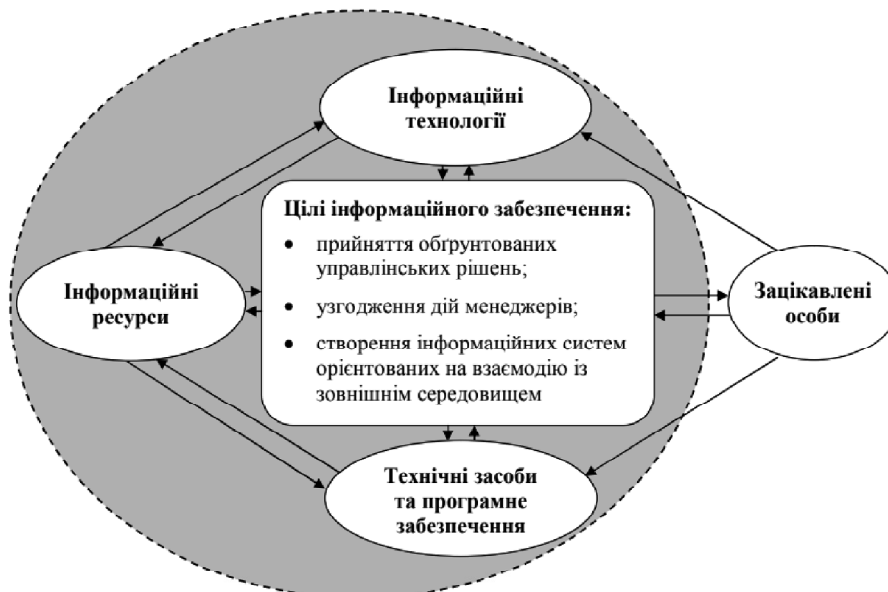 Інформаційні
технології
Цілі інформаційного забезпечення:
• прийняття обґрунтованих
управлінських рішень;
• узгодження дій менеджерів;
• створення інформаційних систем
орієнтованих на взаємодію із
зовнішнім середовищем
Інформаційні
ресурси
Зацікавлені
особи
Технічні засоби
та програмне
забезпечення